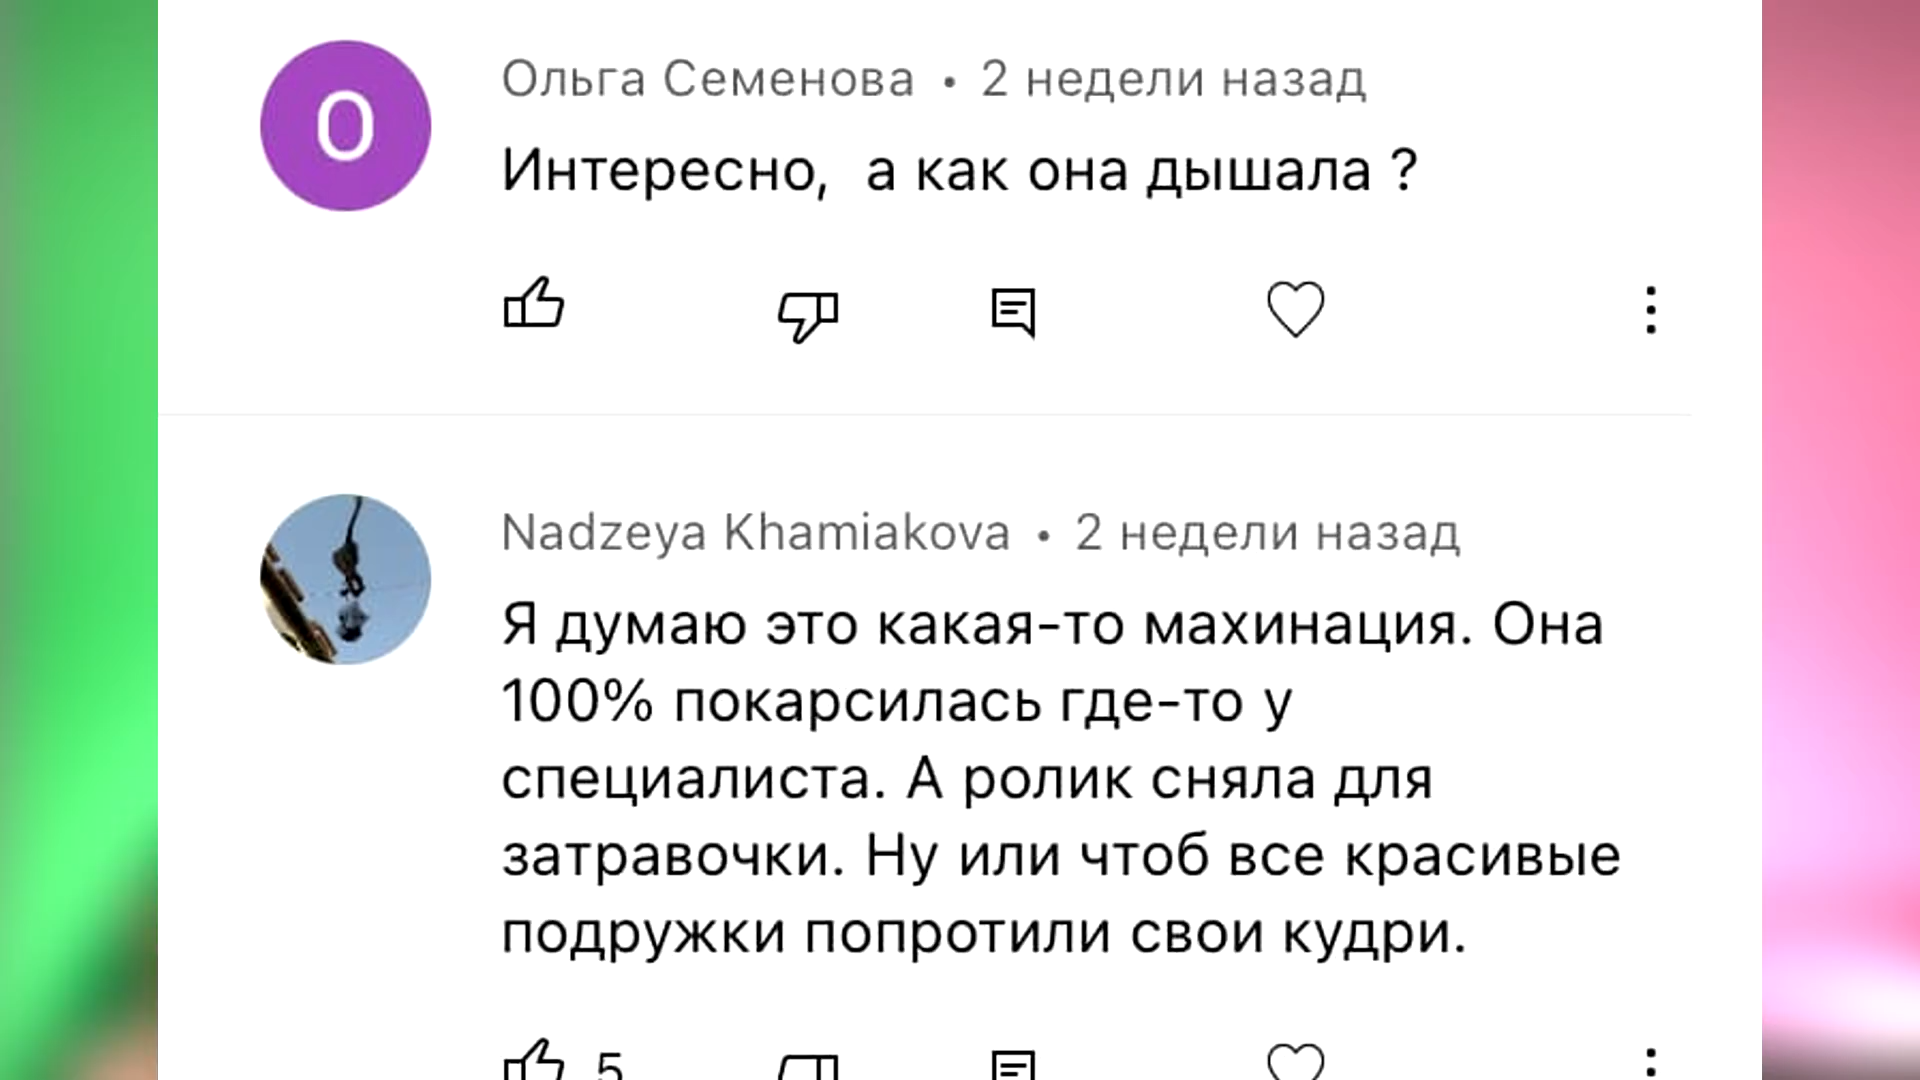 О
Ольга Семенова • 2 недели назад
Интересно, а как она дышала ?
Nadzeya Khamiakova • 2 недели назад
Я думаю это какая-то махинация. Она
100% покарсилась где-то у
специалиста. А ролик сняла для
затравочки. Ну или чтоб все красивые
подружки попротили свои кудри.
5